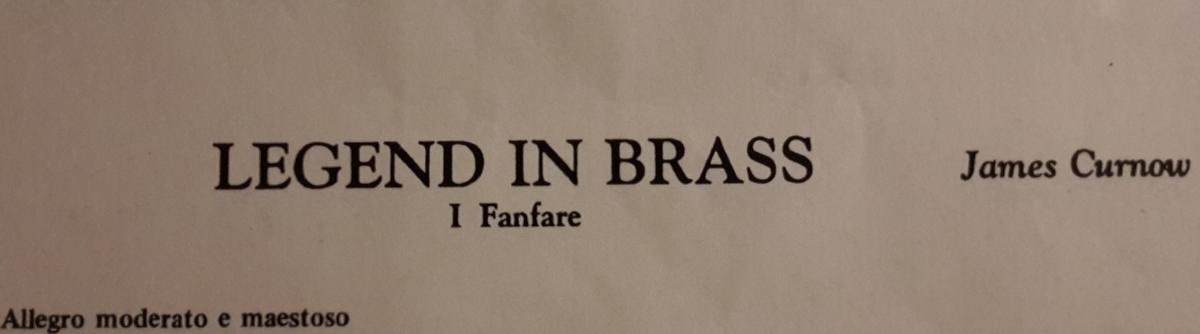 LEGEND IN BRASS
James Curnow
I Fanfare
Allegro moderato e maestoso